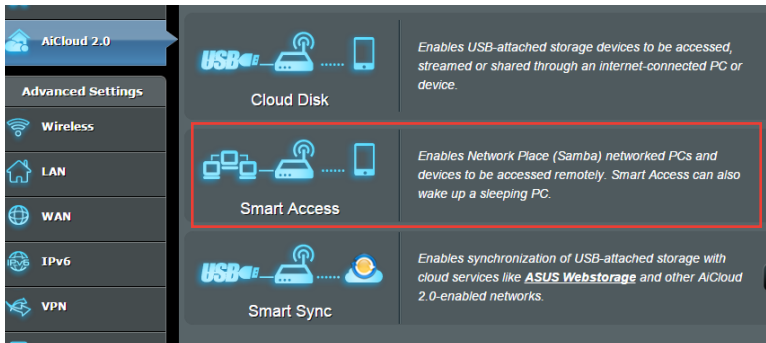 AiCloud 2.0
Advanced Settings
Wireless
LAN
WAN
IPv6
IPv6
VPN
USB
Cloud Disk
Enables USB-attached storage devices to be accessed,
streamed or shared through an internet-connected PC or
device.
Smart Access
Enables Network Place (Samba) networked PCs and
devices to be accessed remotely. Smart Access can also
wake up a sleeping PC.
USB
Smart Sync
Enables synchronization of USB-attached storage with
cloud services like ASUS Webstorage and other AiCloud
2.0-enabled networks.